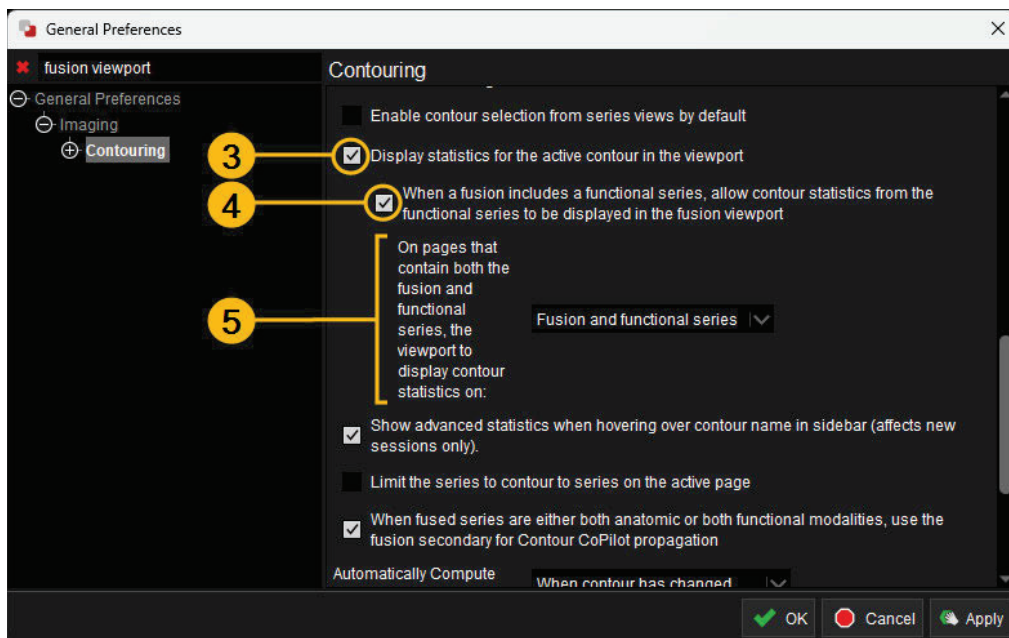 General Preferences
fusion viewport
Contouring
General Preferences
Imaging
Contouring
Enable contour selection from series views by default
3
Display statistics for the active contour in the viewport
4
When a fusion includes a functional series, allow contour statistics from the
functional series to be displayed in the fusion viewport
5
On pages that
contain both the
fusion and
functional
series, the
viewport to
display contour
statistics on:
Fusion and functional series
Show advanced statistics when hovering over contour name in sidebar (affects new
sessions only).
Limit the series to contour to series on the active page
When fused series are either both anatomic or both functional modalities, use the
fusion secondary for Contour CoPilot propagation
Automatically Compute
When contour has changed
OK
Cancel
Apply